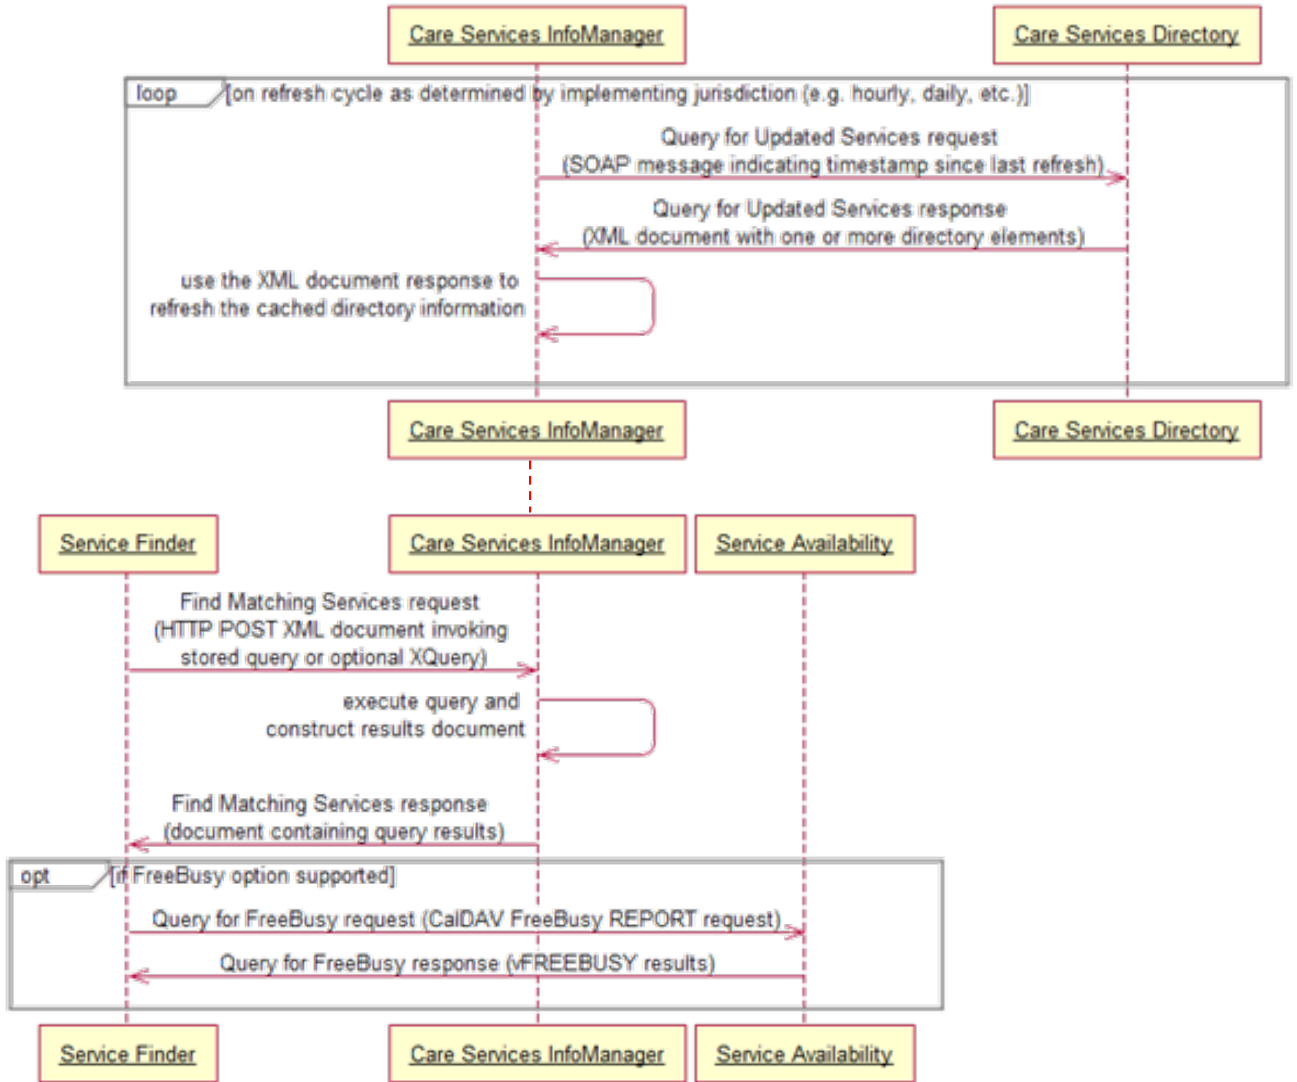 Care Services InfoManager
Care Services Directory
loop
[on refresh cycle as determined by implementing jurisdiction (e.g. hourly, daily, etc.)]
Query for Updated Services request
(SOAP message indicating timestamp since last refresh)
Query for Updated Services response
(XML document with one or more directory elements)
use the XML document response to
refresh the cached directory information
Care Services InfoManager
Care Services Directory
Service Finder
Care Services InfoManager
Service Availability
Find Matching Services request
(HTTP POST XML document invoking
stored query or optional XQuery)
execute query and
construct results document
Find Matching Services response
(document containing query results)
opt
[if FreeBusy option supported]
Query for FreeBusy request (CalDAV FreeBusy REPORT request)
Query for FreeBusy response (vFREEBUSY results)
Service Finder
Care Services InfoManager
Service Availability